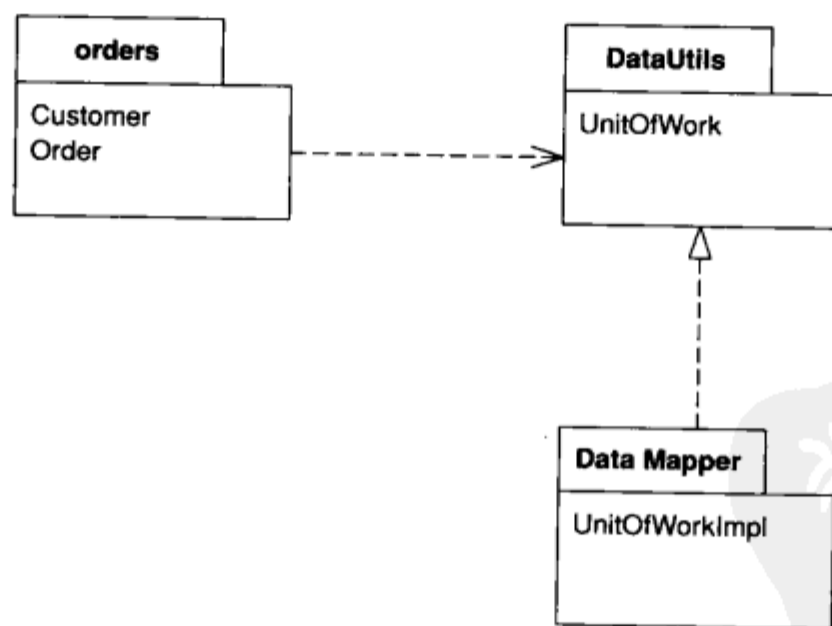 orders
Customer
Order
DataUtils
UnitOfWork
Data Mapper
UnitOfWorkImpl